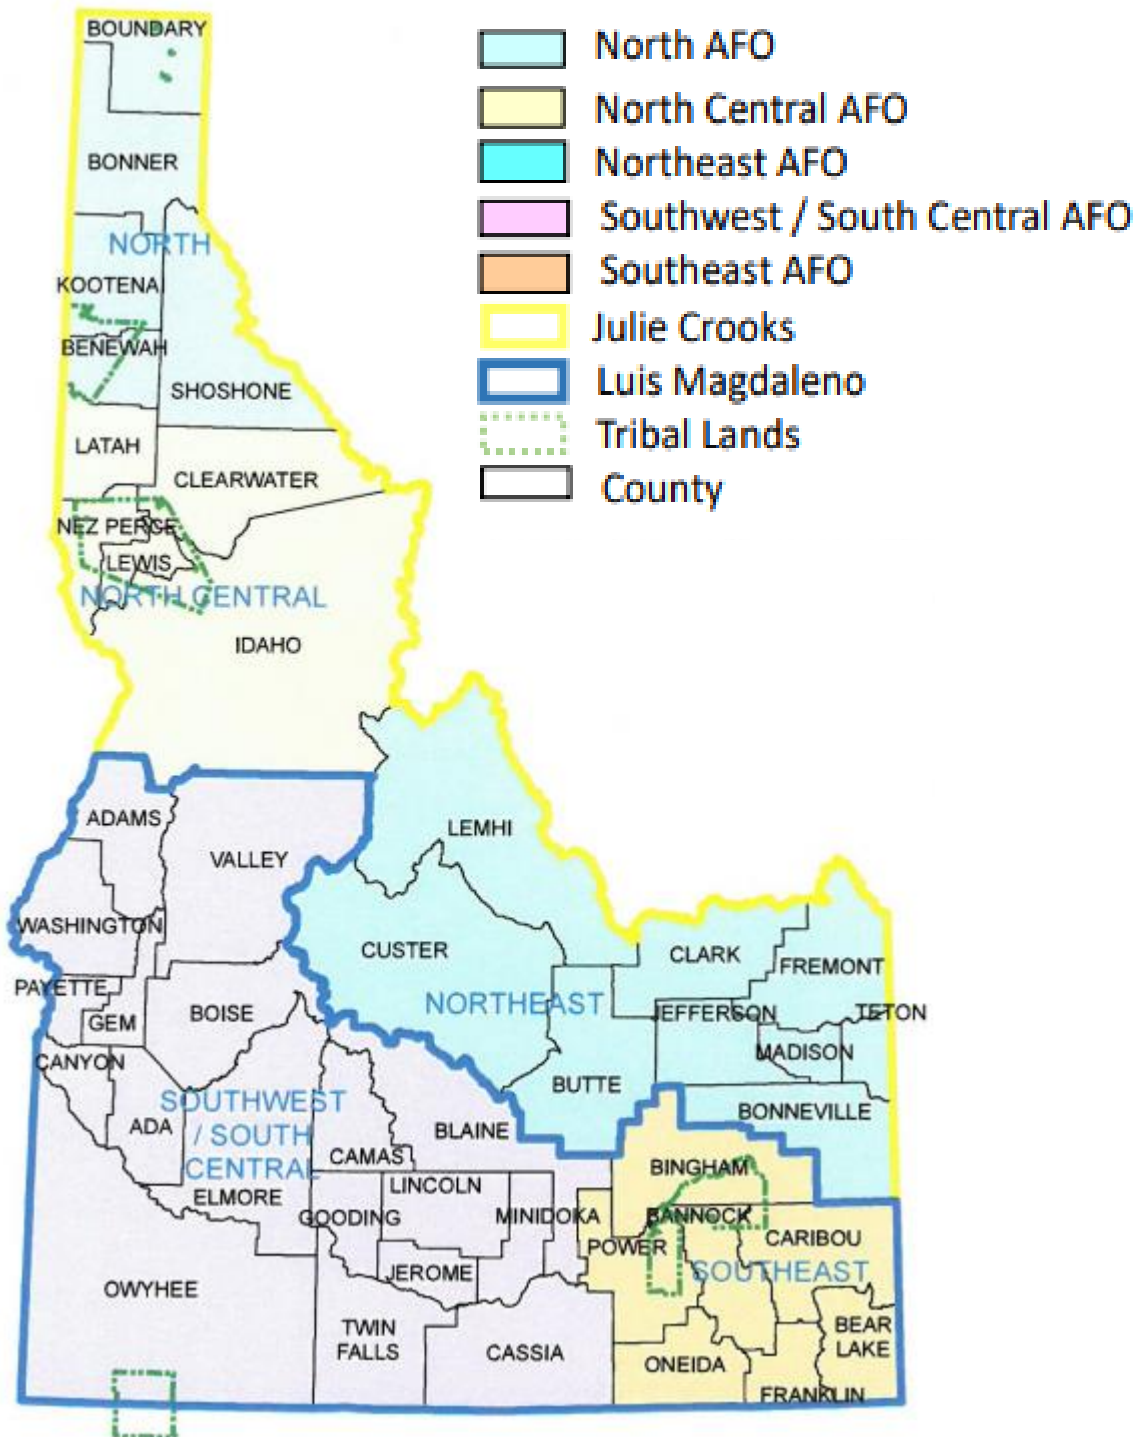 North AFO
North Central AFO
Northeast AFO
Southwest / South Central AFO
Southeast AFO
Julie Crooks
Luis Magdaleno
Tribal Lands
County
BOUNDARY
BONNER
NORTH
KOOTENAI
BENEWAH
SHOSHONE
LATAH
CLEARWATER
NEZ PERCE
LEWIS
NORTH CENTRAL
IDAHO
ADAMS
LEMHI
VALLEY
WASHINGTON
CUSTER
CLARK
FREMONT
PAYETTE
NORTHEAST
GEM
BOISE
JEFFERSON
TETON
MADISON
CANYON
BUTTE
SOUTHWEST
/ SOUTH
CENTRAL
BONNEVILLE
ADA
BLAINE
CAMAS
BINGHAM
LINCOLN
ELMORE
GOODING
MINIDOKA
BANNOCK
CARIBOU
POWER
JEROME
SOUTHEAST
OWYHEE
TWIN
FALLS
CASSIA
BEAR
LAKE
ONEIDA
FRANKLIN